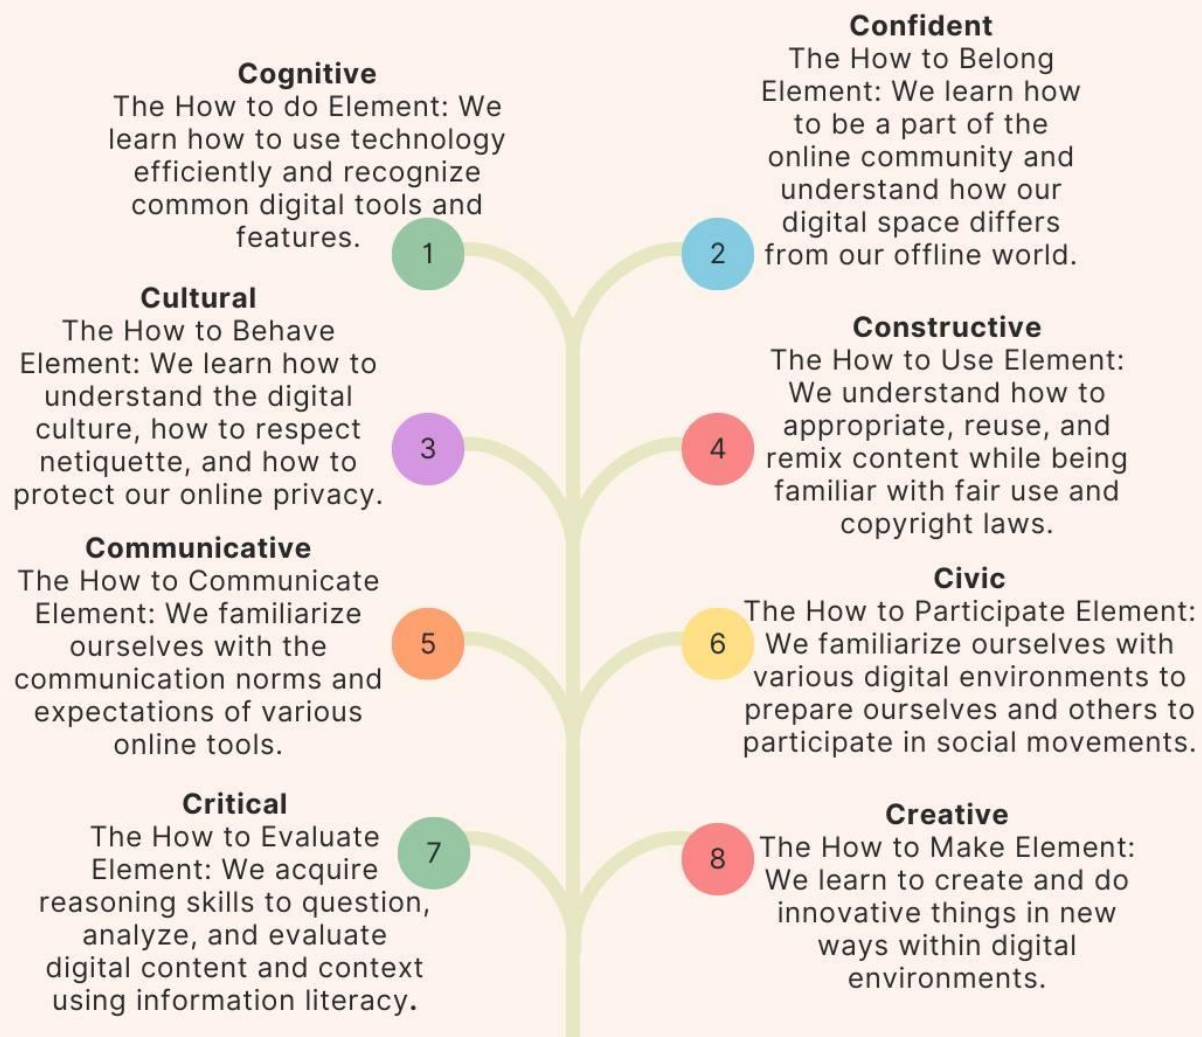 Cognitive
The How to do Element: We
learn how to use technology
efficiently and recognize
common digital tools and
features.
1
Confident
The How to Belong
Element: We learn how
to be a part of the
online community and
understand how our
digital space differs
from our offline world.
2
Cultural
The How to Behave
Element: We learn how to
understand the digital
culture, how to respect
netiquette, and how to
protect our online privacy.
3
Constructive
The How to Use Element:
We understand how to
appropriate, reuse, and
remix content while being
familiar with fair use and
copyright laws.
4
Communicative
The How to Communicate
Element: We familiarize
ourselves with the
communication norms and
expectations of various
online tools.
5
Civic
The How to Participate Element:
We familiarize ourselves with
various digital environments to
prepare ourselves and others to
participate in social movements.
6
Critical
The How to Evaluate
Element: We acquire
reasoning skills to question,
analyze, and evaluate
digital content and context
using information literacy.
7
Creative
The How to Make Element:
We learn to create and do
innovative things in new
ways within digital
environments.
8